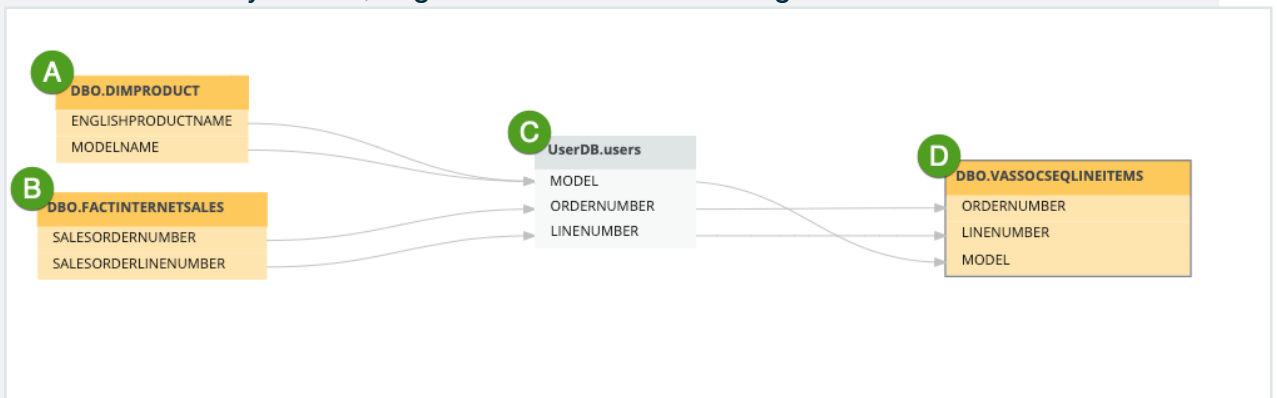 A
DBO.DIMPRODUCT
ENGLISHPRODUCTNAME
MODELNAME
B
DBO.FACTINTERNETSALES
SALESORDERNUMBER
SALESORDERLINENUMBER
C
UserDB.users
MODEL
ORDERNUMBER
LINENUMBER
D
DBO.VASSOCSEQLINEITEMS
ORDERNUMBER
LINENUMBER
MODEL